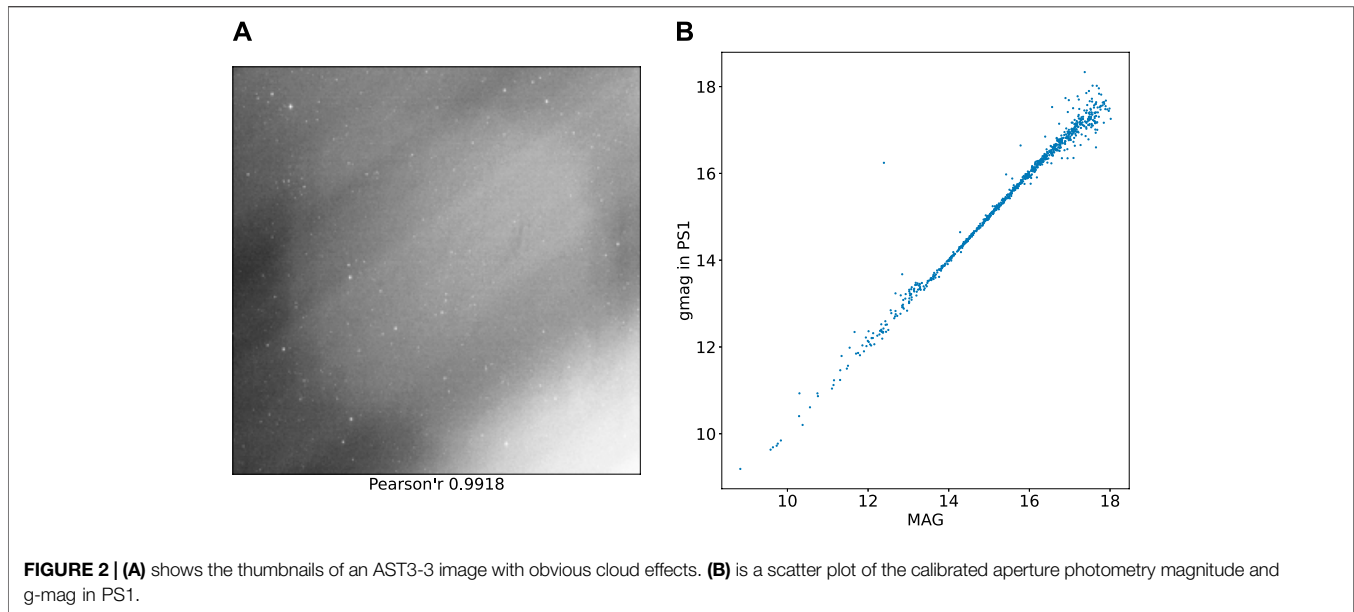 A
B
Pearson'r 0.9918
gmag in PS1
18
16
14
12
10
10 12 14 16 18
MAG
FIGURE 2 | (A) shows the thumbnails of an AST3-3 image with obvious cloud effects. (B) is a scatter plot of the calibrated aperture photometry magnitude and
g-mag in PS1.